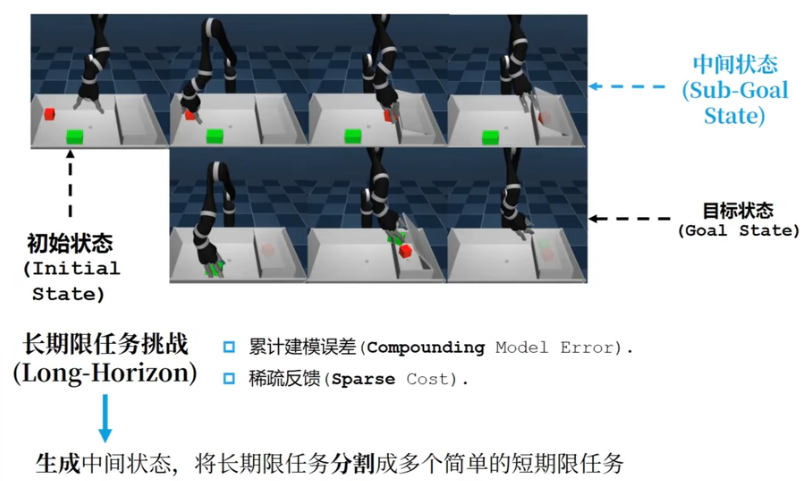 中间状态
(Sub-Goal
State)
目标状态
(Goal State)
初始状态
(Initial
State)
长期限任务挑战
(Long-Horizon)
累计建模误差(Compounding Model Error).
稀疏反馈(Sparse Cost).
生成中间状态，将长期限任务分割成多个简单的短期限任务